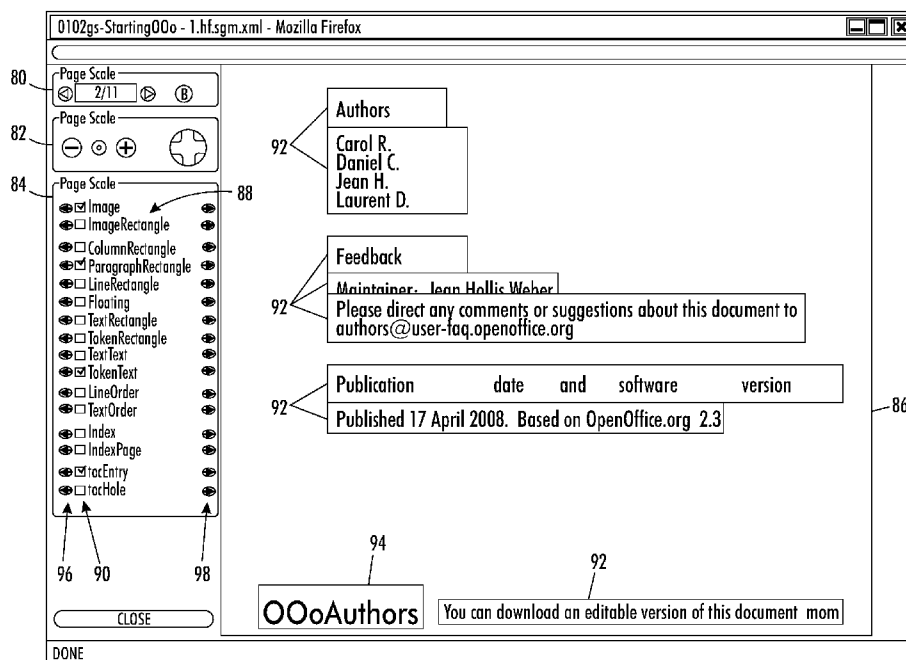 0102gs-StartingOOo - 1.hf.sgm.xml - Mozilla Firefox
80
Page Scale
2/11
B
82
Page Scale
84
Page Scale
88
Image
ImageRectangle
ColumnRectangle
ParagraphRectangle
LineRectangle
Floating
TextRectangle
TokenRectangle
TextText
TokenText
LineOrder
TextOrder
Index
IndexPage
tocEntry
tocHole
96
90
98
CLOSE
DONE
Authors
92
Carol R.
Daniel C.
Jean H.
Laurent D.
Feedback
92
Maintainer: Jean Hollis Weber
Please direct any comments or suggestions about this document to
authors@user-faq.openoffice.org
Publication date and software version
92
Published 17 April 2008. Based on OpenOffice.org 2.3
86
94
OOoAuthors
92
You can download an editable version of this document mom